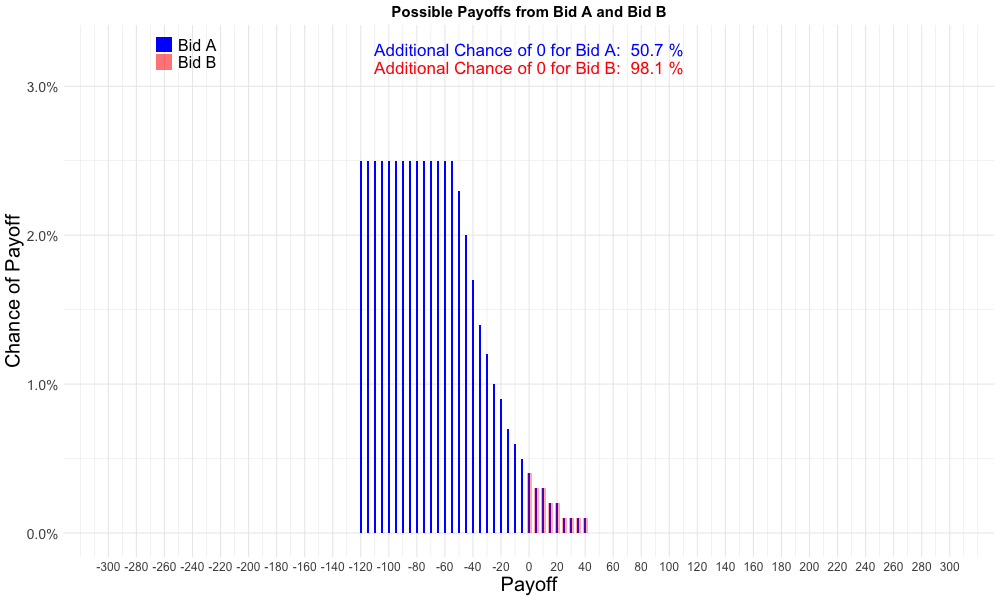 Possible Payoffs from Bid A and Bid B
Bid A
Bid B
Additional Chance of 0 for Bid A: 50.7 %
Additional Chance of 0 for Bid B: 98.1 %
Chance of Payoff
3.0%
2.0%
1.0%
0.0%
-300 -280 -260 -240 -220 -200 -180 -160 -140 -120 -100 -80 -60 -40 -20 0 20 40 60 80 100 120 140 160 180 200 220 240 260 280 300
Payoff